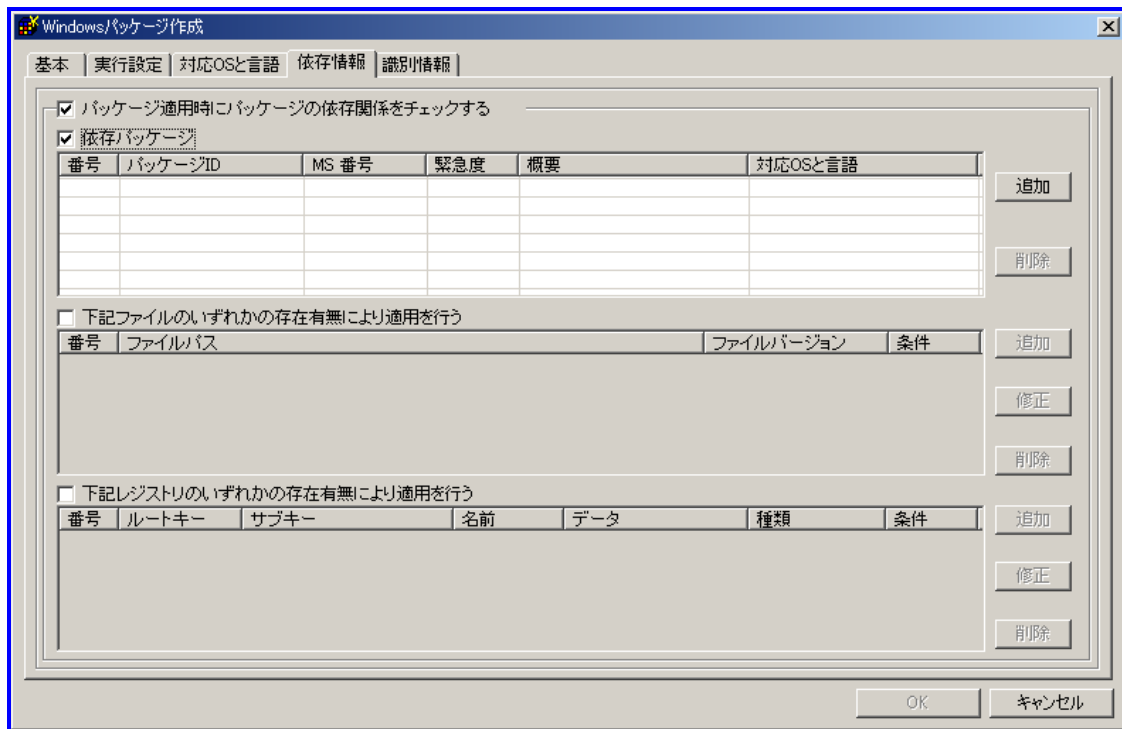 Windowsパッケージ作成
基本 実行設定 対応OSと言語 依存情報 識別情報
パッケージ適用時にパッケージの依存関係をチェックする
依存パッケージ
番号 パッケージID MS 番号 緊急度 概要 対応OSと言語
追加
削除
下記ファイルのいずれかの存在有無により適用を行う
番号 ファイルパス ファイルバージョン 条件
追加
修正
削除
下記レジストリのいずれかの存在有無により適用を行う
番号 ルートキー サブキー 名前 データ 種類 条件
追加
修正
削除
OK キャンセル